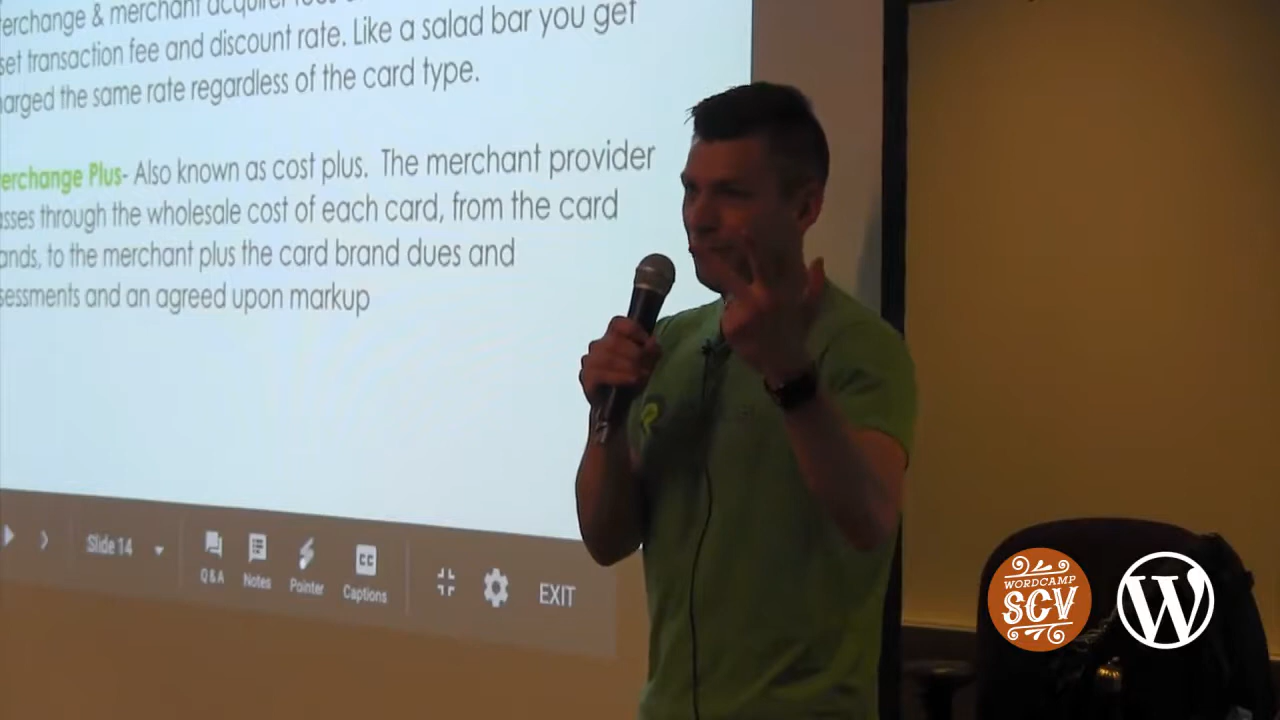 terchange & merchant acquirer fees
set transaction fee and discount rate. Like a salad bar you get
harged the same rate regardless of the card type.
erchange Plus- Also known as cost plus. The merchant provider
asses through the wholesale cost of each card, from the card
ands, to the merchant plus the card brand dues and
sessments and an agreed upon markup
Slide 14
Q&A
Notes
Pointer
CC
Captions
EXIT
WORDCAMP
SCV
W